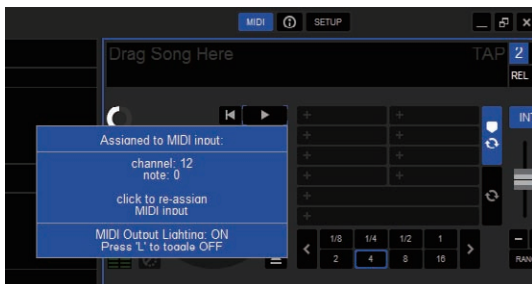 MIDI
SETUP
Drag Song Here
TAP 2
REL
Assigned to MIDI input:
channel: 12
note: 0
click to re-assign
MIDI input
MIDI Output Lighting: ON
Press 'L' to toggle OFF
1/8 1/4 1/2 1
2 4 8 16